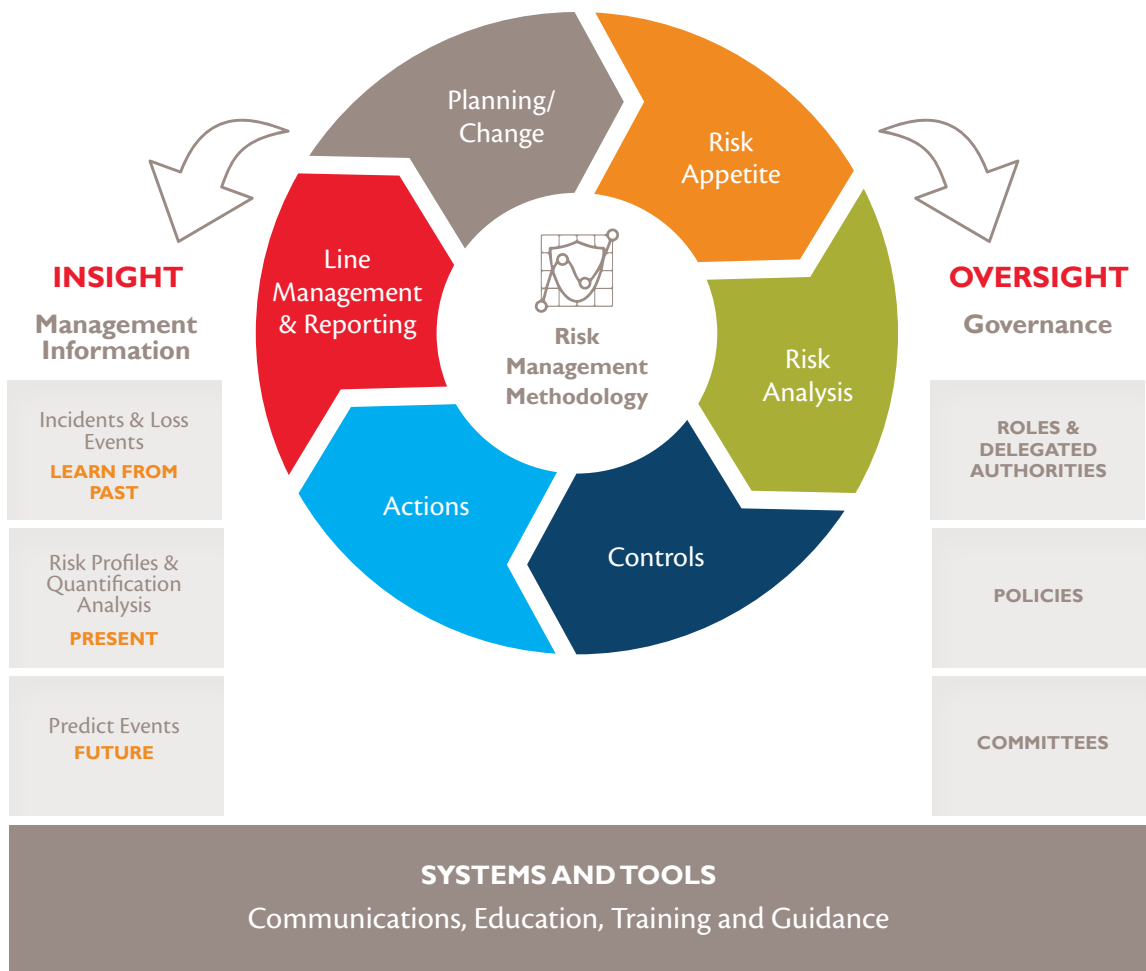 Planning/
Change
Risk
Appetite
Line
Management
& Reporting
Risk
Management
Methodology
Risk
Analysis
Actions
Controls
INSIGHT
Management
Information
Incidents & Loss
Events
LEARN FROM
PAST
Risk Profiles &
Quantification
Analysis
PRESENT
Predict Events
FUTURE
OVERSIGHT
Governance
ROLES &
DELEGATED
AUTHORITIES
POLICIES
COMMITTEES
SYSTEMS AND TOOLS
Communications, Education, Training and Guidance